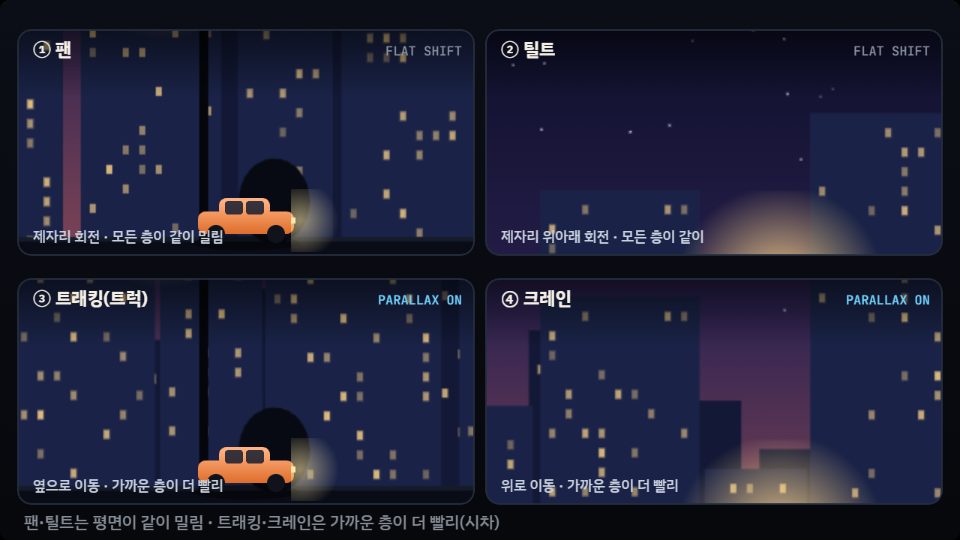 ① 팬
FLAT SHIFT
제자리 회전 · 모든 층이 같이 밀림
② 틸트
FLAT SHIFT
제자리 위아래 회전 · 모든 층이 같이
③ 트래킹(트럭)
PARALLAX ON
옆으로 이동 · 가까운 층이 더 빨리
④ 크레인
PARALLAX ON
위로 이동 · 가까운 층이 더 빨리
팬·틸트는 평면이 같이 밀림 · 트래킹·크레인은 가까운 층이 더 빨리(시차)